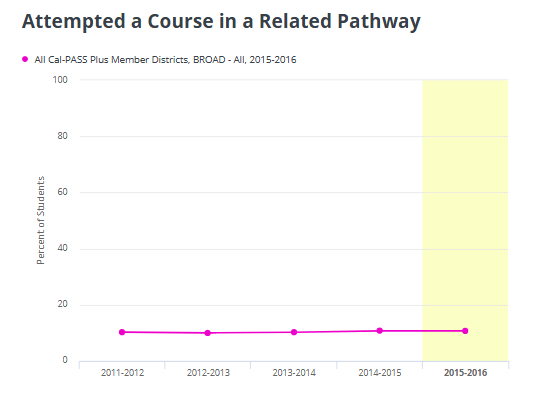 Attempted a Course in a Related Pathway
All Cal-PASS Plus Member Districts, BROAD - All, 2015-2016
100
80
60
40
20
0
Percent of Students
2011-2012 2012-2013 2013-2014 2014-2015 2015-2016